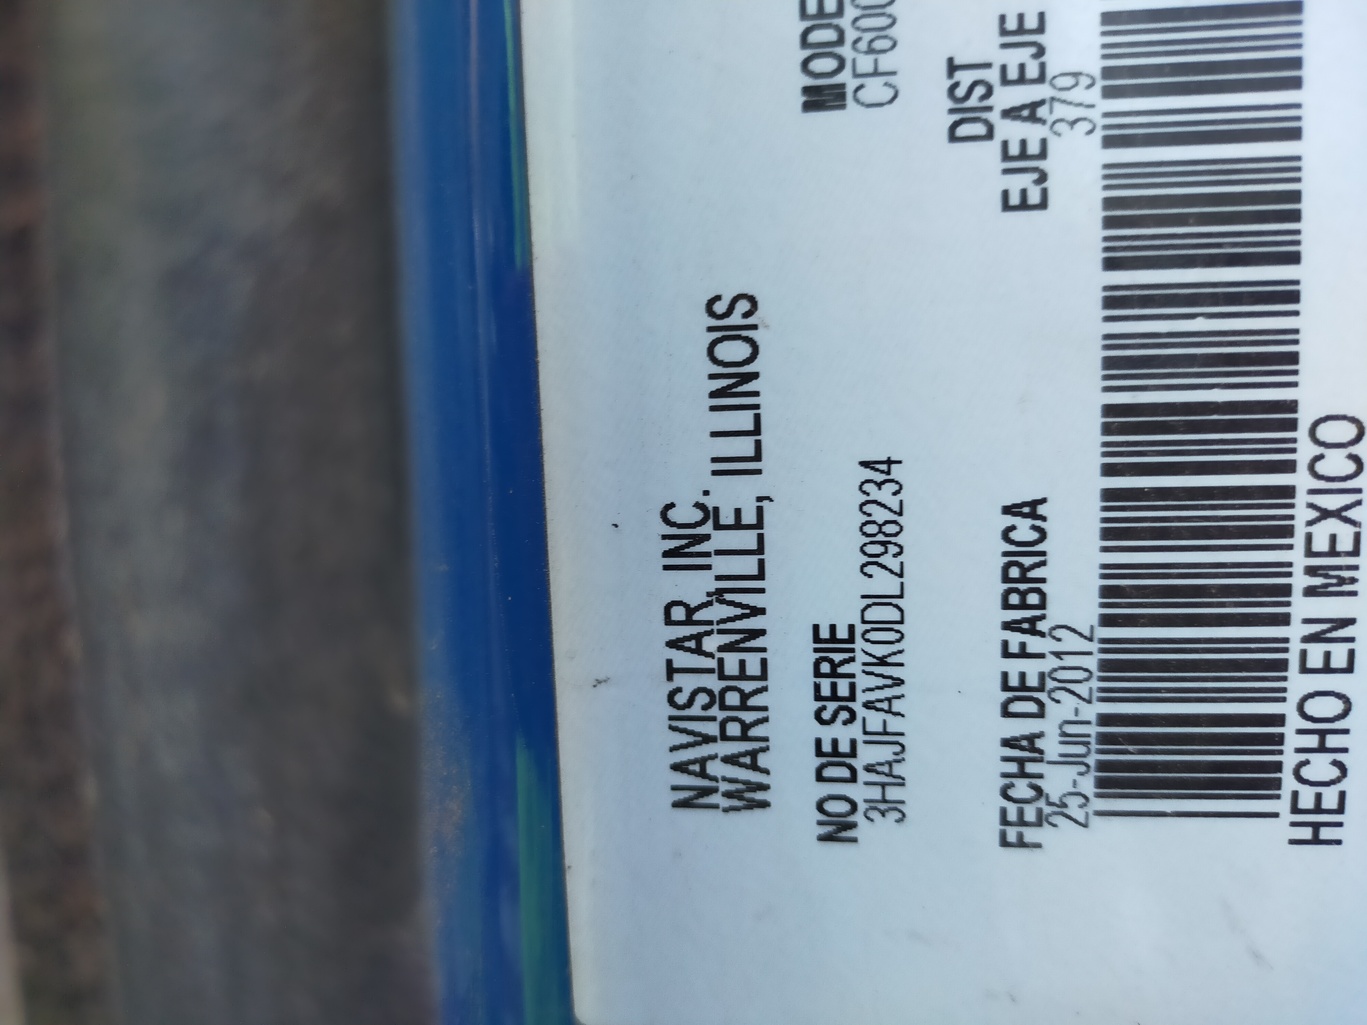 NAVISTAR, INC.
WARRENVILLE, ILLINOIS
NO DE SERIE
3HAJFAVK0DL298234
FECHA DE FABRICA
25-Jun-2012
DIST
EJE A EJE
379
HECHO EN MEXICO